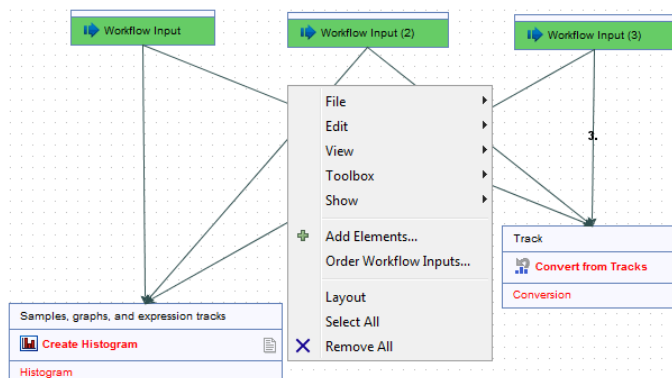 Workflow Input
Workflow Input (2)
Workflow Input (3)
File
Edit
View
Toolbox
Show
Add Elements...
Order Workflow Inputs...
Layout
Select All
Remove All
3.
Track
Convert from Tracks
Conversion
Samples, graphs, and expression tracks
Create Histogram
Histogram